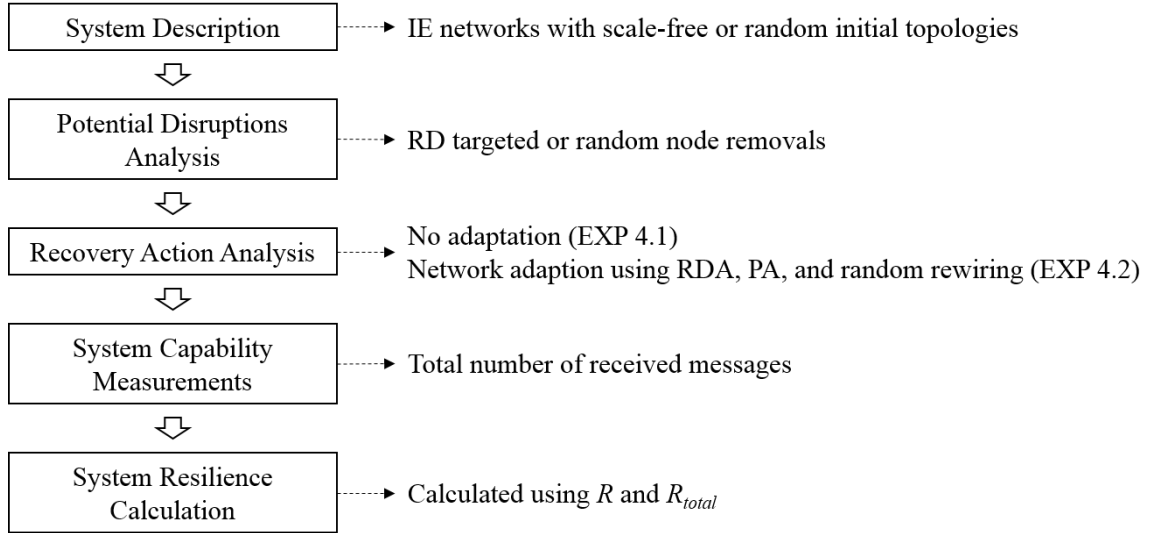 System Description
IE networks with scale-free or random initial topologies
Potential Disruptions
Analysis
RD targeted or random node removals
Recovery Action Analysis
No adaptation (EXP 4.1)
Network adaption using RDA, PA, and random rewiring (EXP 4.2)
System Capability
Measurements
Total number of received messages
System Resilience
Calculation
Calculated using R and Rtotal